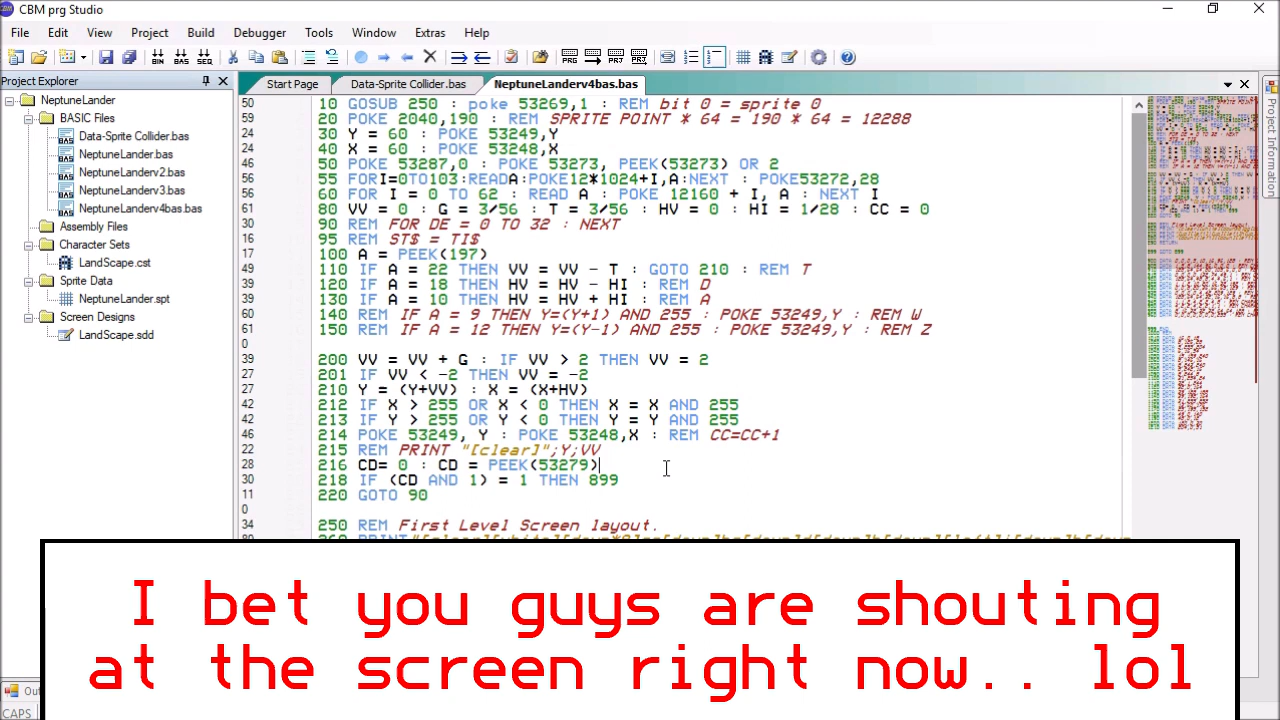 CBM prg Studio
File Edit View Project Build Debugger Tools Window Extras Help
Project Explorer
Start Page Data-Sprite Collider.bas NeptuneLanderv4bas.bas
NeptuneLander
BASIC Files
Data-Sprite Collider.bas
NeptuneLander.bas
NeptuneLanderv2.bas
NeptuneLanderv3.bas
NeptuneLanderv4bas.bas
Assembly Files
Character Sets
LandScape.cst
Sprite Data
NeptuneLander.spt
Screen Designs
LandScape.sdd
50 10 GOSUB 250 : poke 53269,1 : REM bit 0 = sprite 0
59 20 POKE 2040,190 : REM SPRITE POINT * 64 = 190 * 64 = 12288
24 30 Y = 60 : POKE 53249,Y
24 40 X = 60 : POKE 53248,X
46 50 POKE 53287,0 : POKE 53273, PEEK(53273) OR 2
56 55 FORI=0TO103:READA:POKE12*1024+I,A:NEXT : POKE53272,28
56 60 FOR I = 0 TO 62 : READ A : POKE 12160 + I, A : NEXT I
61 80 VV = 0 : G = 3/56 : T = 3/56 : HV = 0 : HI = 1/28 : CC = 0
30 90 REM FOR DE = 0 TO 32 : NEXT
16 95 REM ST$ = TI$
17 100 A = PEEK(197)
49 110 IF A = 22 THEN VV = VV - T : GOTO 210 : REM T
39 120 IF A = 18 THEN HV = HV - HI : REM D
39 130 IF A = 10 THEN HV = HV + HI : REM A
60 140 REM IF A = 9 THEN Y=(Y+1) AND 255 : POKE 53249,Y : REM W
61 150 REM IF A = 12 THEN Y=(Y-1) AND 255 : POKE 53249,Y : REM Z
0
39 200 VV = VV + G : IF VV > 2 THEN VV = 2
27 201 IF VV < -2 THEN VV = -2
27 210 Y = (Y+VV) : X = (X+HV)
42 212 IF X > 255 OR X < 0 THEN X = X AND 255
42 213 IF Y > 255 OR Y < 0 THEN Y = Y AND 255
46 214 POKE 53249, Y : POKE 53248,X : REM CC=CC+1
22 215 REM PRINT "[clear]";Y;VV
28 216 CD= 0 : CD = PEEK(53279)
30 218 IF (CD AND 1) = 1 THEN 899
11 220 GOTO 90
0
34 250 REM First Level Screen layout.
Project Information
I bet you guys are shouting
at the screen right now.. lol
CAPS